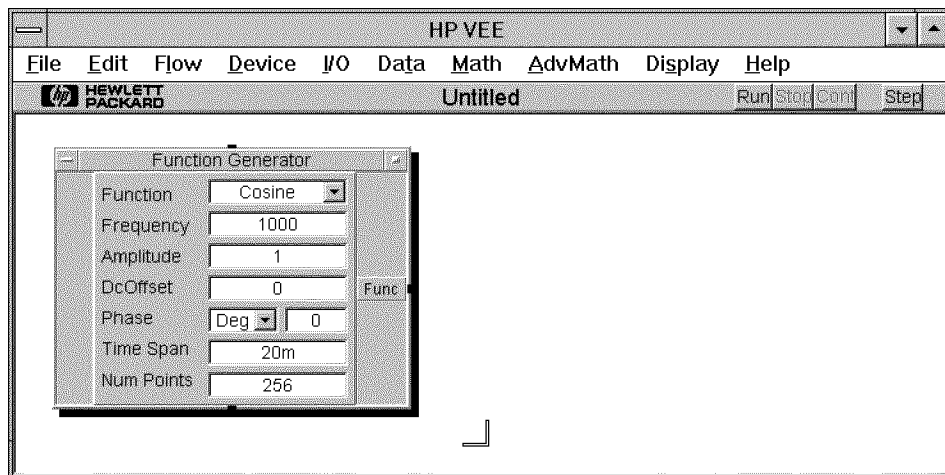 HP VEE
File Edit Flow Device I/O Data Math AdvMath Display Help
hp HEWLETT PACKARD Untitled Run Stop Cont Step
Function Generator
Function Cosine
Frequency 1000
Amplitude 1
DcOffset 0 Func
Phase Deg 0
Time Span 20m
Num Points 256